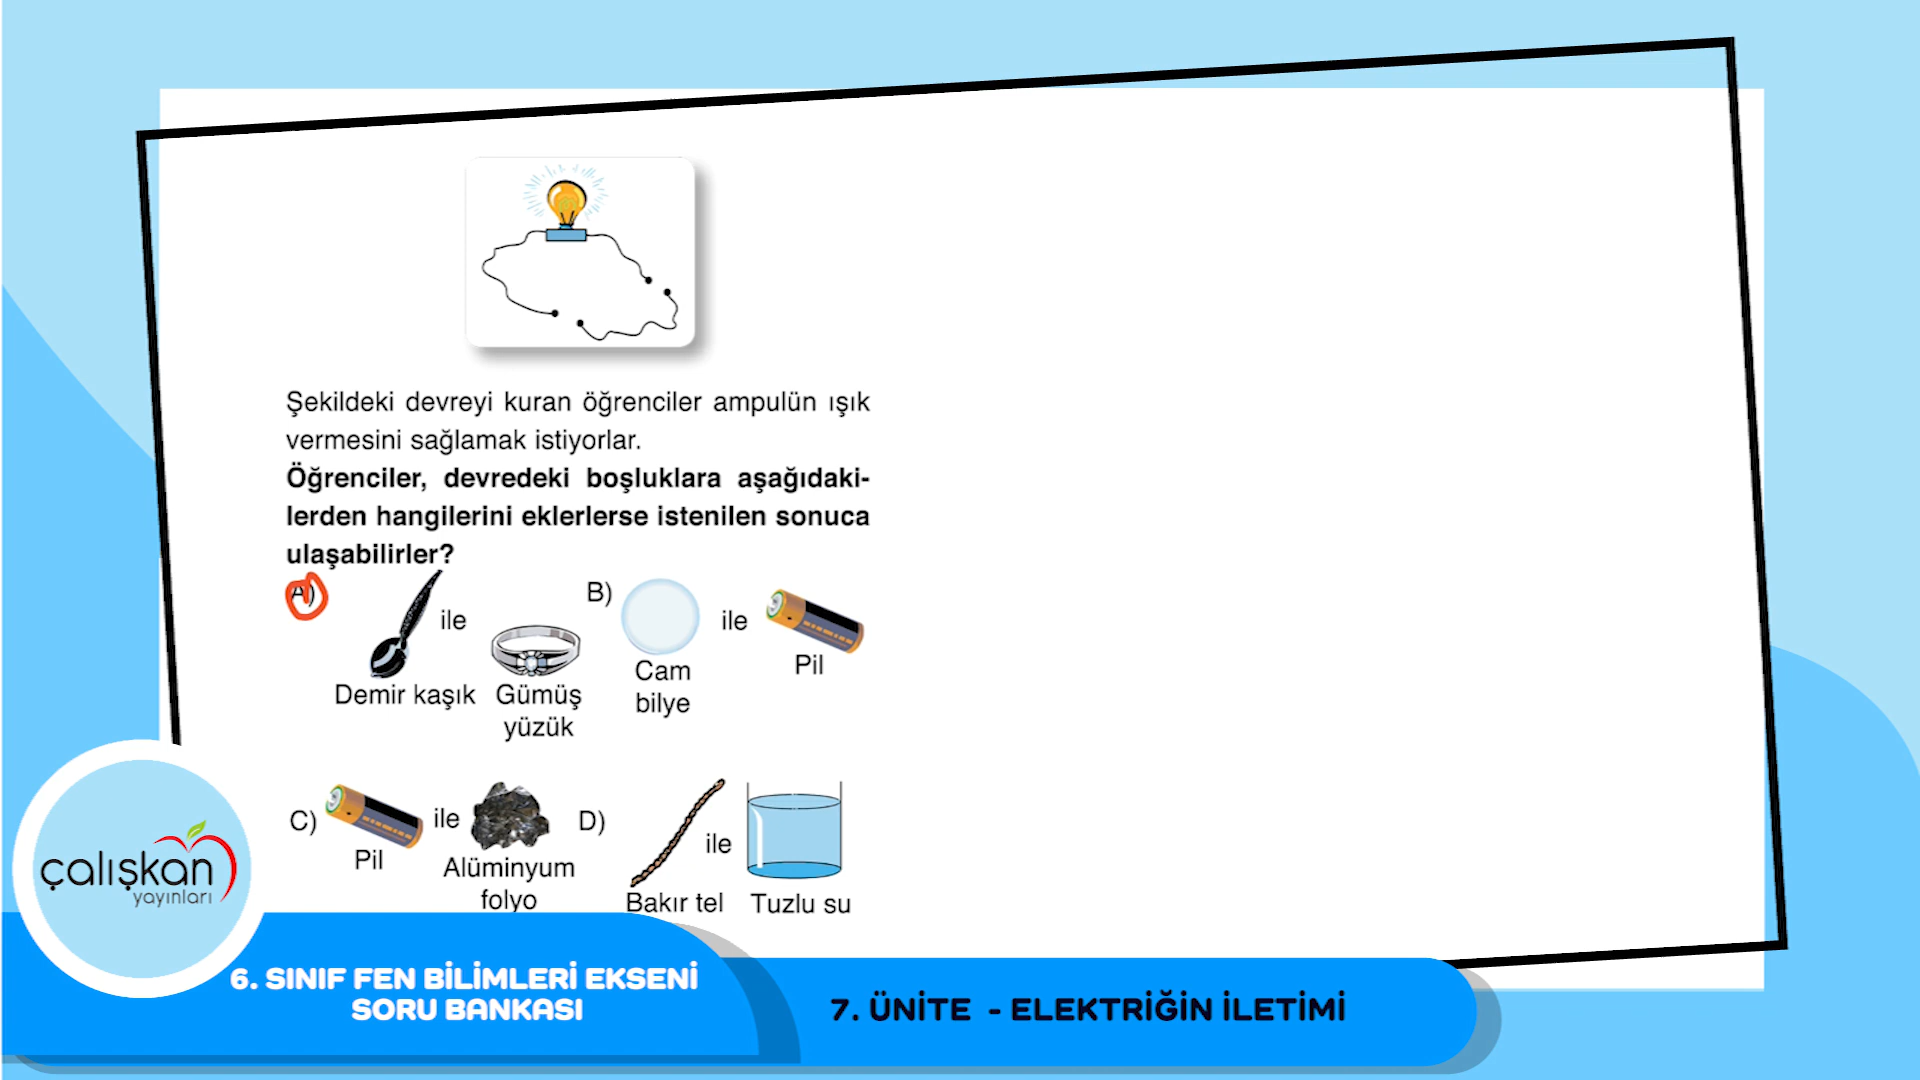 Şekildeki devreyi kuran öğrenciler ampulün ışık
vermesini sağlamak istiyorlar.
Öğrenciler, devredeki boşluklara aşağıdaki-
lerden hangilerini eklerlerse istenilen sonuca
ulaşabilirler?
A)
ile
Demir kaşık
Gümüş
yüzük
B)
ile
Cam
bilye
Pil
C)
ile
Pil
Alüminyum
folyo
D)
ile
Bakır tel
Tuzlu su
çalışkan
yayınları
6. SINIF FEN BİLİMLERİ EKSENİ
SORU BANKASI
7. ÜNİTE - ELEKTRİĞİN İLETİMİ